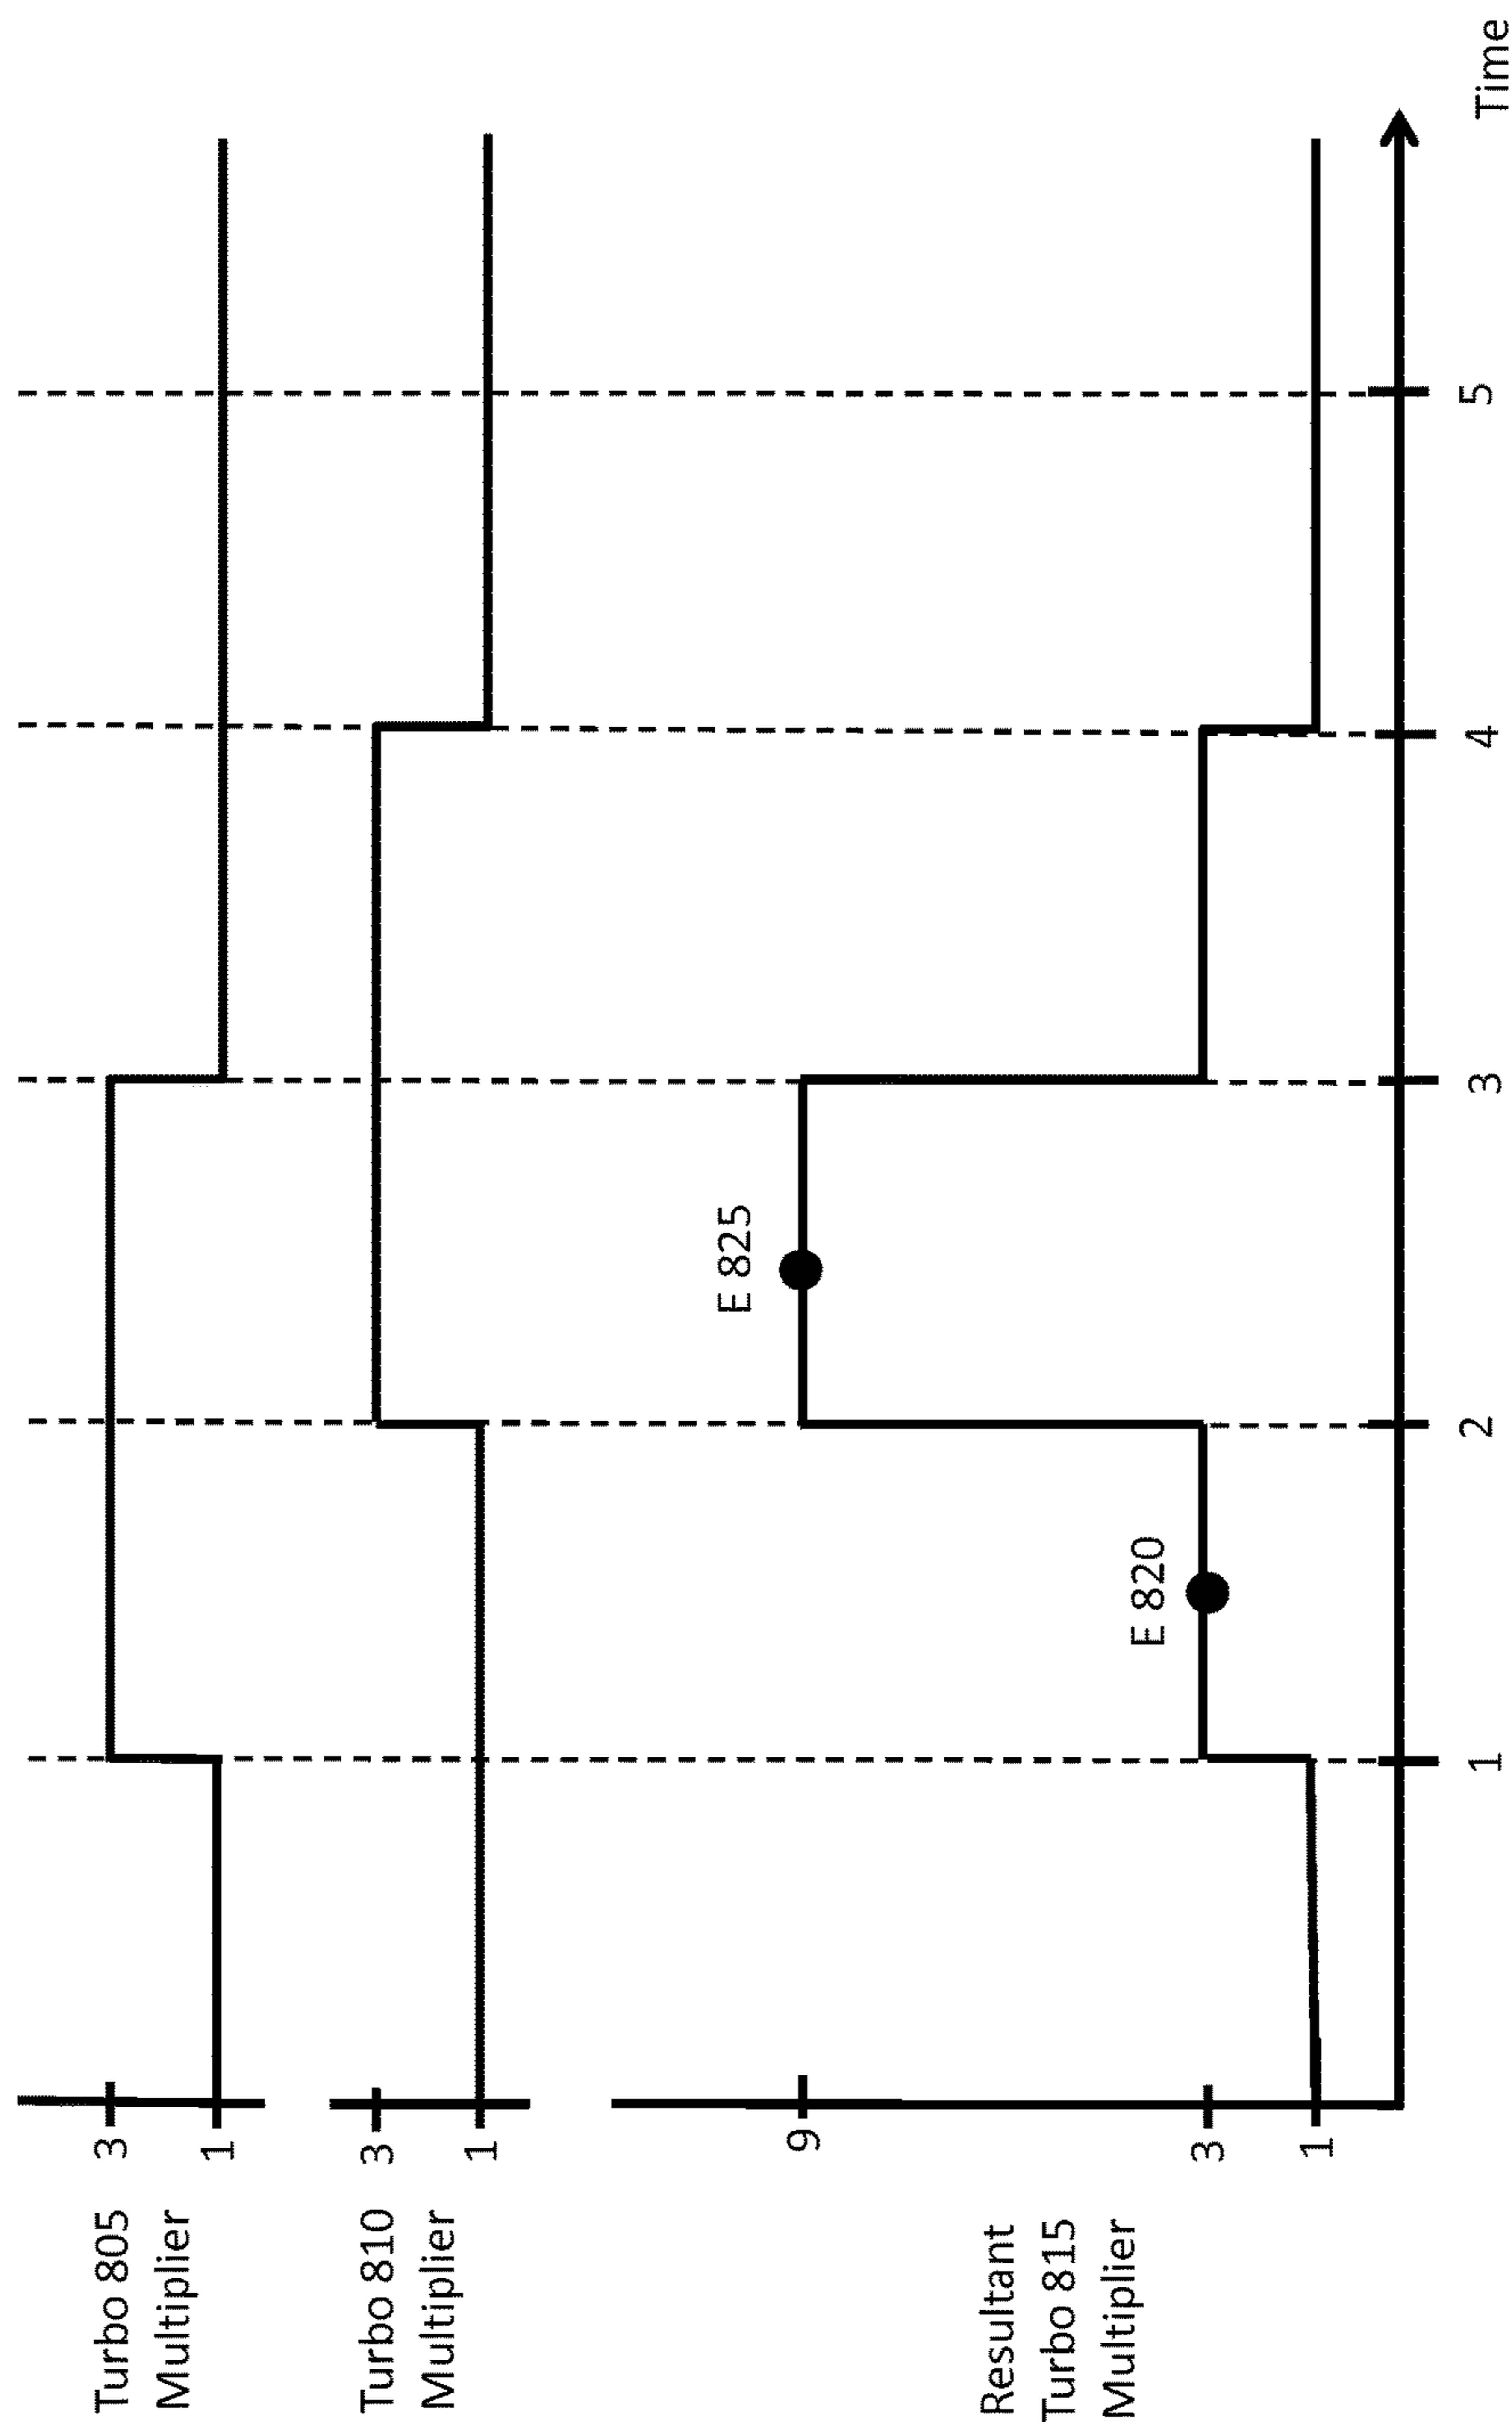 Turbo 805
Multiplier
3
1
Turbo 810
Multiplier
3
1
Resultant
Turbo 815
Multiplier
9
3
1
E 825
E 820
1
2
3
4
5
Time